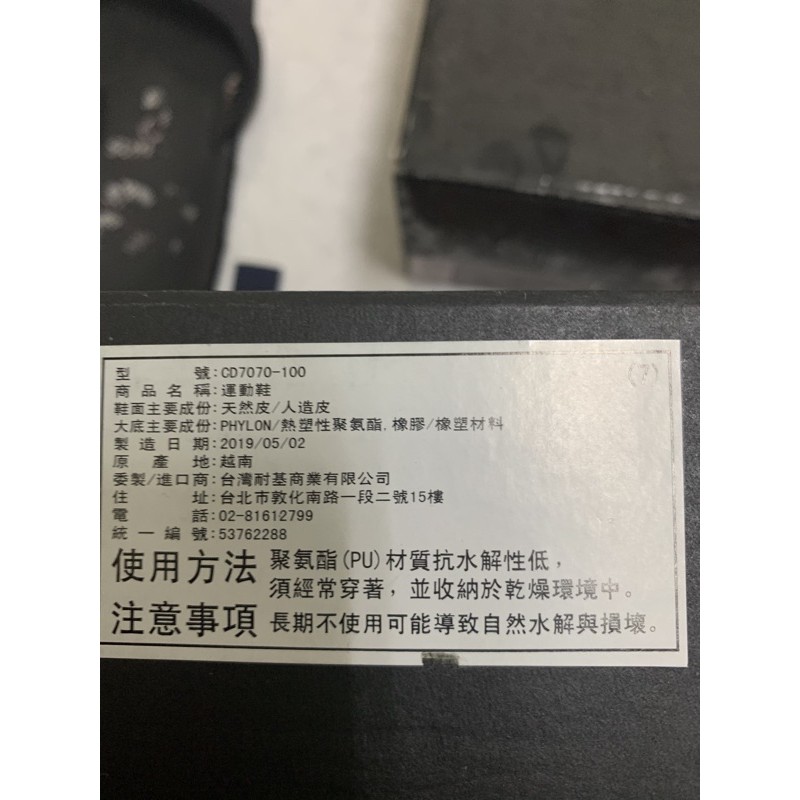 (7)
型 號:CD7070-100
商品名稱:運動鞋
鞋面主要成份:天然皮/人造皮
大底主要成份:PHYLON/熱塑性聚氨酯.橡膠/橡塑材料
製造日期:2019/05/02
原產地:越南
委製/進口商:台灣耐基商業有限公司
住 址:台北市敦化南路一段二號15樓
電 話:02-81612799
統一編號:53762288
使用方法 聚氨酯(PU)材質抗水解性低,
須經常穿著,並收納於乾燥環境中。
注意事項 長期不使用可能導致自然水解與損壞。